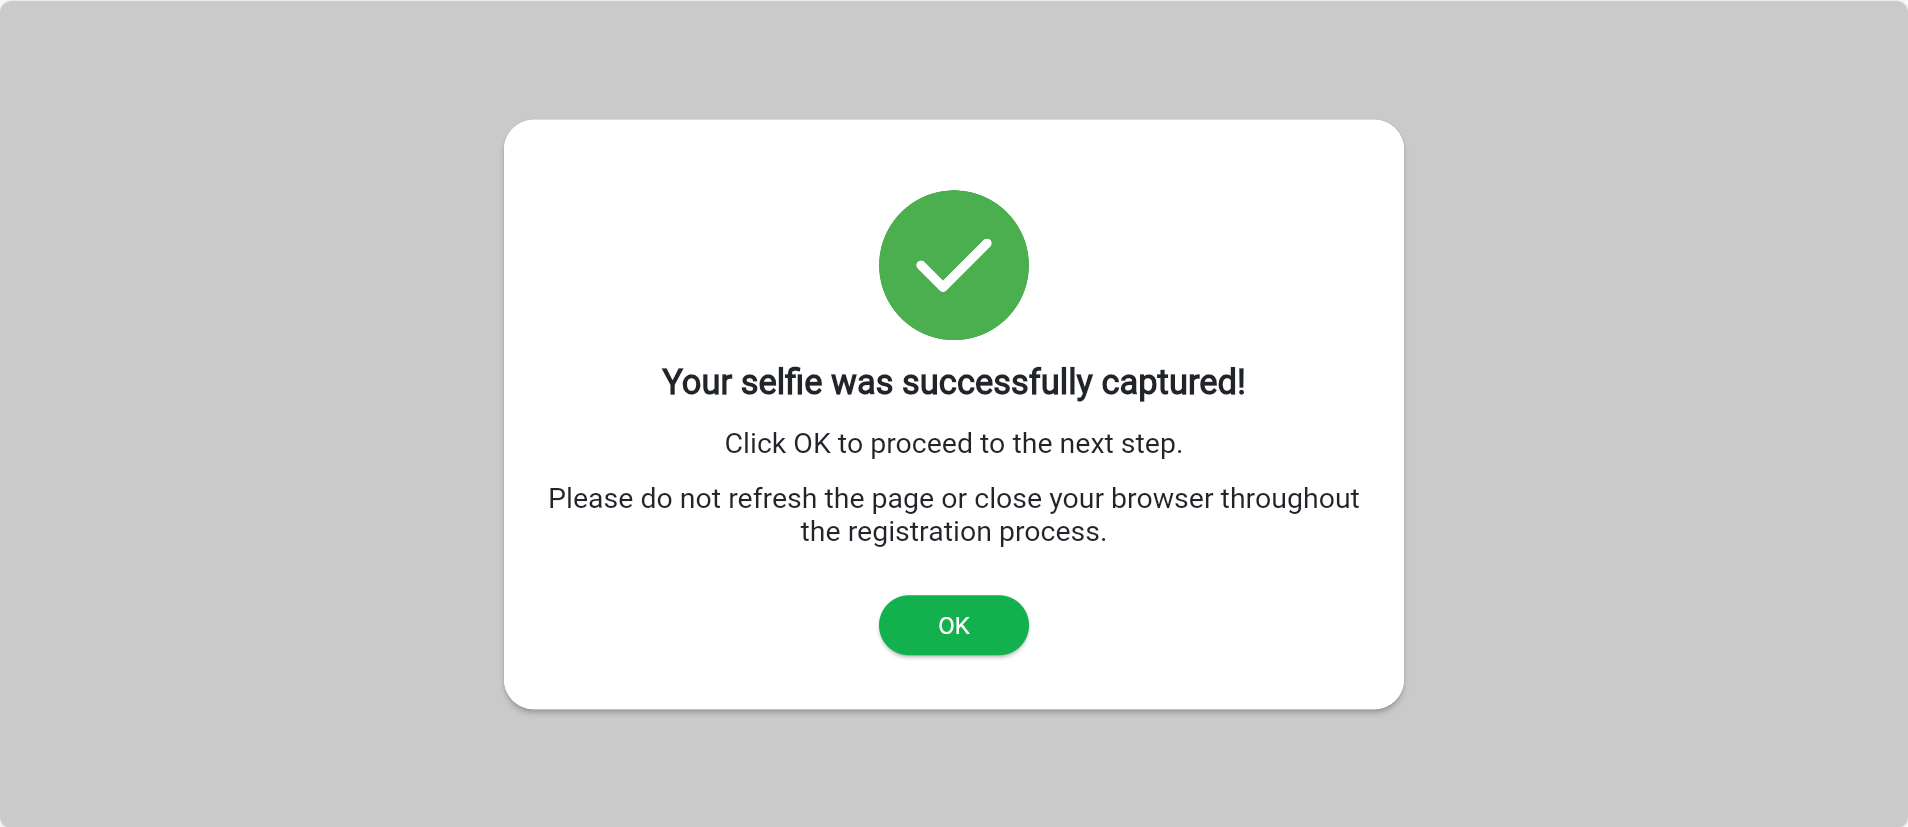 Your selfie was successfully captured!
Click OK to proceed to the next step.
Please do not refresh the page or close your browser throughout
the registration process.
OK